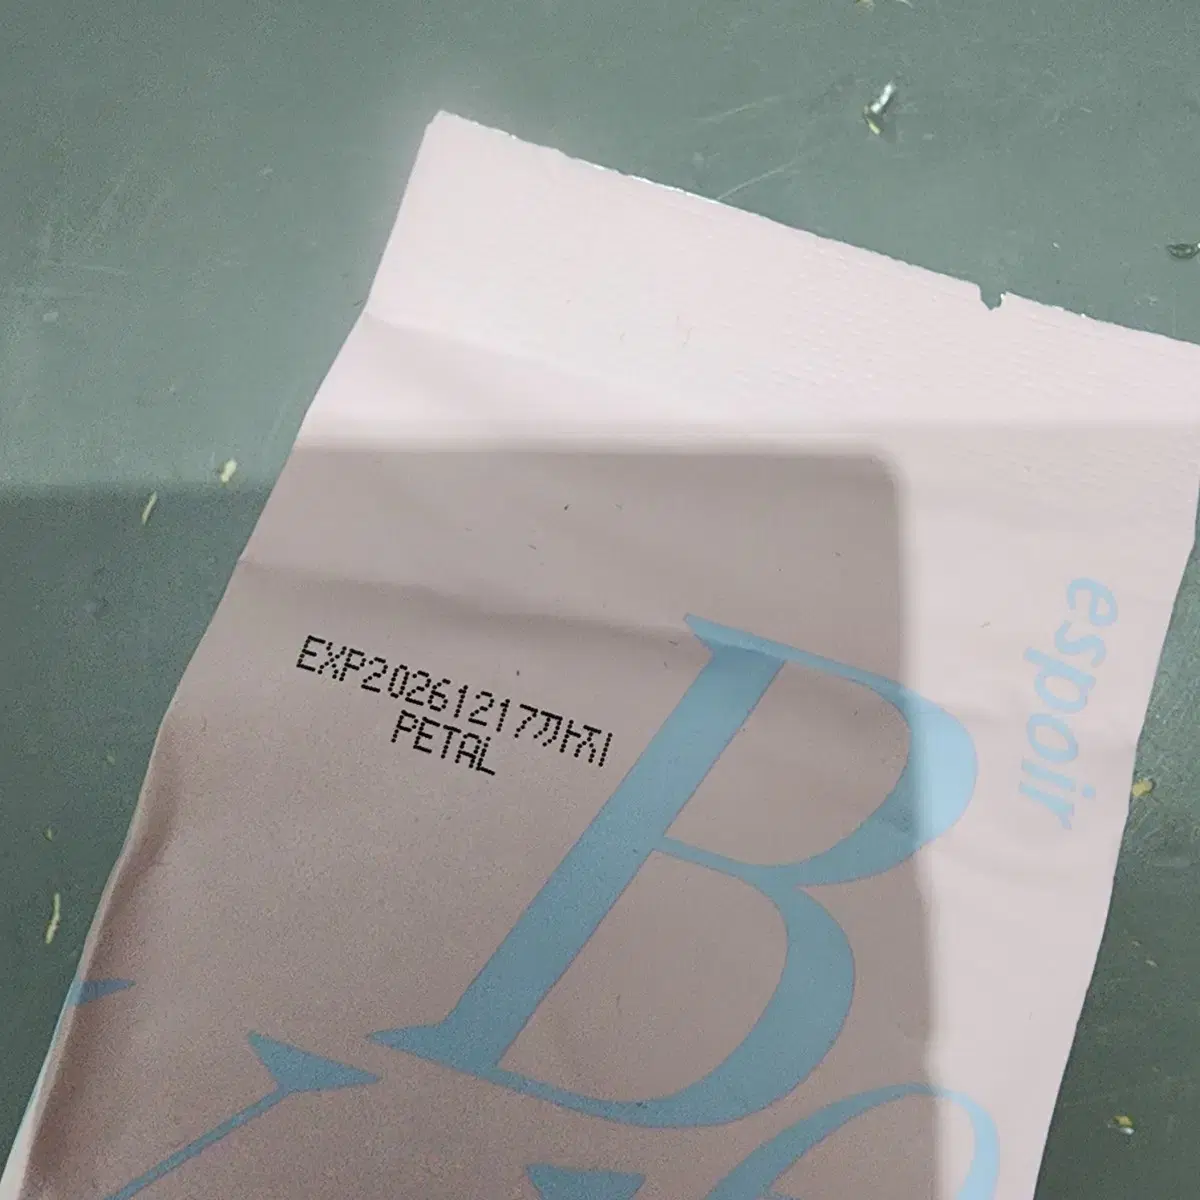 EXP20261217까지
PETAL
espoir
B